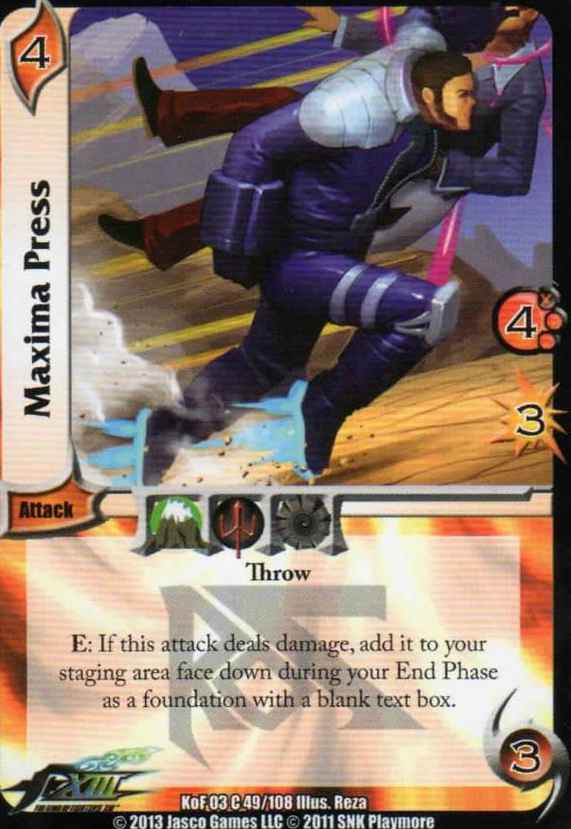 4
Maxima Press
4
3
Attack
Throw
E: If this attack deals damage, add it to your
staging area face down during your End Phase
as a foundation with a blank text box.
3
XIII
KoF 03 C 49/108 Illus. Reza
© 2013 Jasco Games LLC © 2011 SNK Playmore